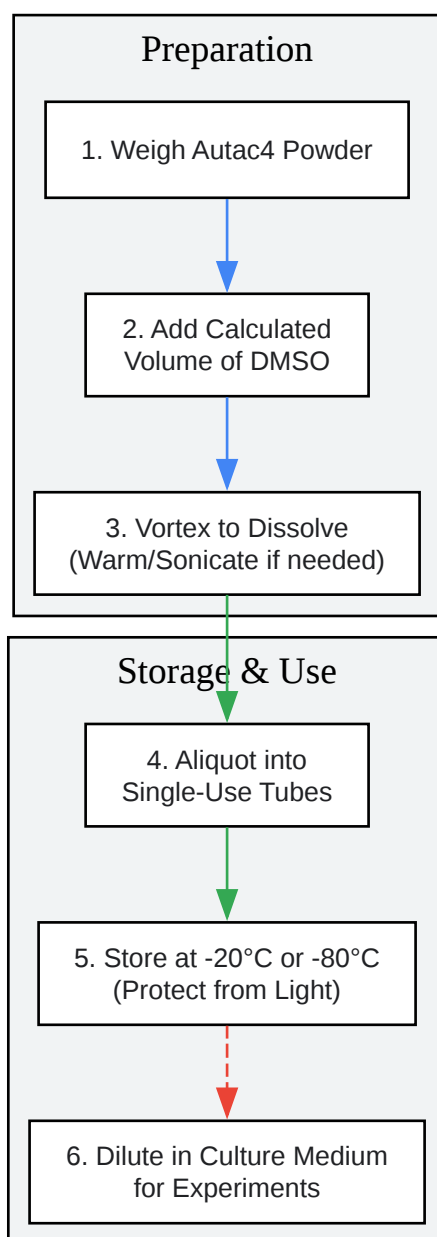 Preparation
1. Weigh Autac4 Powder
2. Add Calculated
Volume of DMSO
3. Vortex to Dissolve
(Warm/Sonicate if needed)
Storage & Use
4. Aliquot into
Single-Use Tubes
5. Store at -20°C or -80°C
(Protect from Light)
6. Dilute in Culture Medium
for Experiments